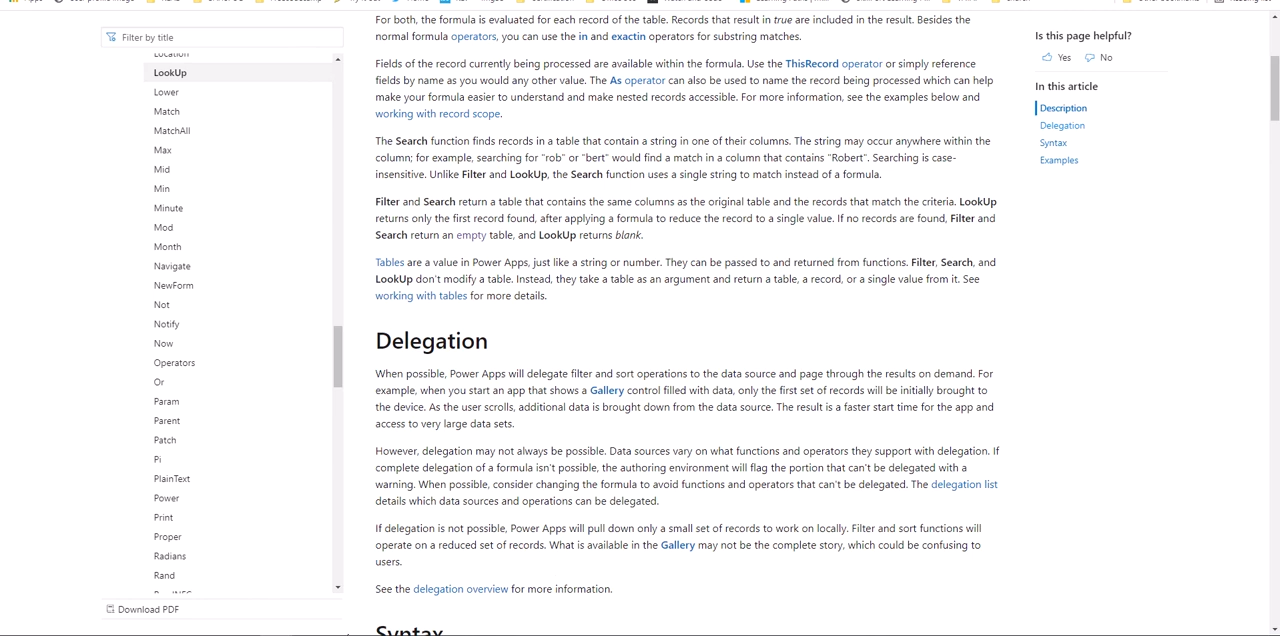 Filter by title
Location
LookUp
Lower
Match
MatchAll
Max
Mid
Min
Minute
Mod
Month
Navigate
NewForm
Not
Notify
Now
Operators
Or
Param
Parent
Patch
Pi
PlainText
Power
Print
Proper
Radians
Rand
Download PDF
For both, the formula is evaluated for each record of the table. Records that result in true are included in the result. Besides the
normal formula operators, you can use the in and exactin operators for substring matches.
Fields of the record currently being processed are available within the formula. Use the ThisRecord operator or simply reference
fields by name as you would any other value. The As operator can also be used to name the record being processed which can help
make your formula easier to understand and make nested records accessible. For more information, see the examples below and
working with record scope.
The Search function finds records in a table that contain a string in one of their columns. The string may occur anywhere within the
column; for example, searching for "rob" or "bert" would find a match in a column that contains "Robert". Searching is case-
insensitive. Unlike Filter and LookUp, the Search function uses a single string to match instead of a formula.
Filter and Search return a table that contains the same columns as the original table and the records that match the criteria. LookUp
returns only the first record found, after applying a formula to reduce the record to a single value. If no records are found, Filter and
Search return an empty table, and LookUp returns blank.
Tables are a value in Power Apps, just like a string or number. They can be passed to and returned from functions. Filter, Search, and
LookUp don't modify a table. Instead, they take a table as an argument and return a table, a record, or a single value from it. See
working with tables for more details.
Delegation
When possible, Power Apps will delegate filter and sort operations to the data source and page through the results on demand. For
example, when you start an app that shows a Gallery control filled with data, only the first set of records will be initially brought to
the device. As the user scrolls, additional data is brought down from the data source. The result is a faster start time for the app and
access to very large data sets.
However, delegation may not always be possible. Data sources vary on what functions and operators they support with delegation. If
complete delegation of a formula isn't possible, the authoring environment will flag the portion that can't be delegated with a
warning. When possible, consider changing the formula to avoid functions and operators that can't be delegated. The delegation list
details which data sources and operations can be delegated.
If delegation is not possible, Power Apps will pull down only a small set of records to work on locally. Filter and sort functions will
operate on a reduced set of records. What is available in the Gallery may not be the complete story, which could be confusing to
users.
See the delegation overview for more information.
Syntax
Is this page helpful?
Yes No
In this article
Description
Delegation
Syntax
Examples